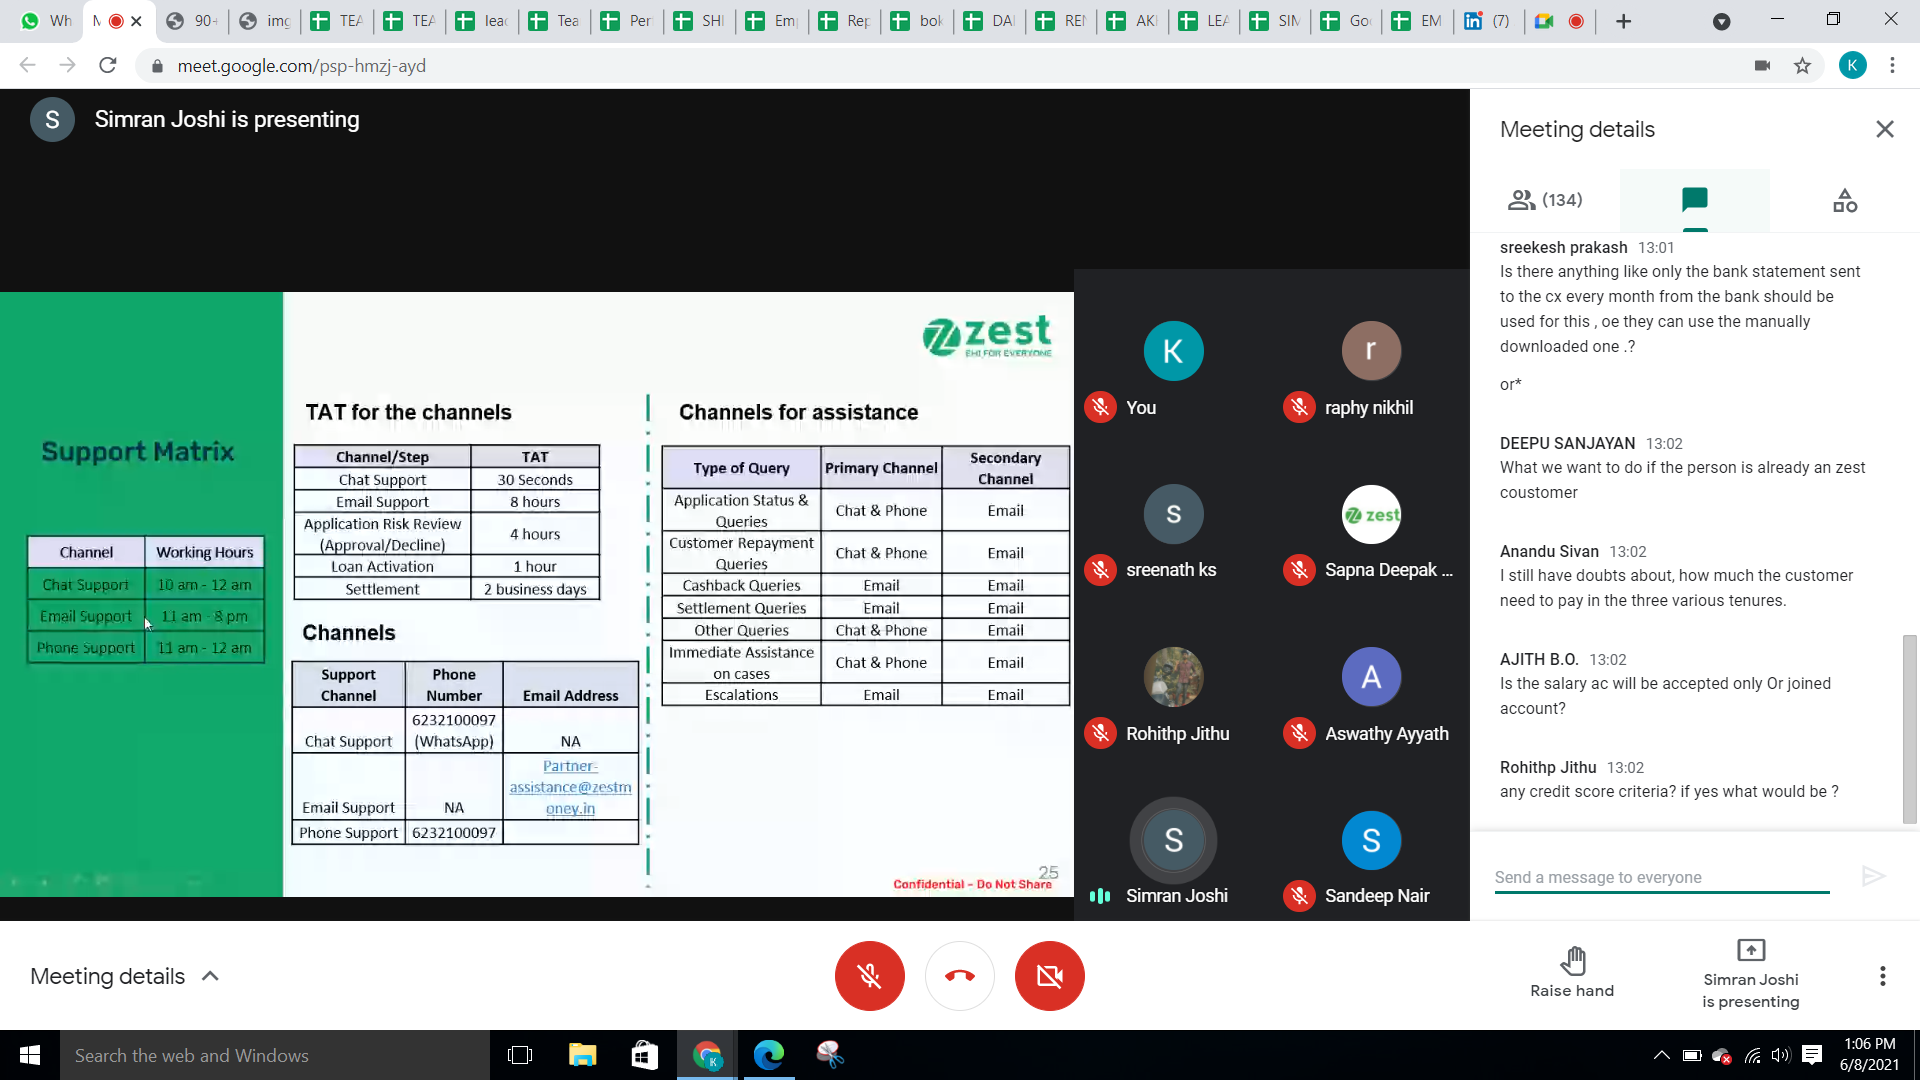 Wh
M
90+
img
TEA
TEA
lead
Tea
Per
SHI
Emp
Rep
bok
DAI
REN
AKI
LEA
SIM
Goo
EM
(7)
meet.google.com/psp-hmzj-ayd
K
S
Simran Joshi is presenting
Support Matrix
Channel Working Hours
Chat Support 10 am - 12 am
Email Support 11 am - 8 pm
Phone Support 11 am - 12 am
zest
EMI FOR EVERYONE
TAT for the channels
Channel/Step TAT
Chat Support 30 Seconds
Email Support 8 hours
Application Risk Review
(Approval/Decline) 4 hours
Loan Activation 1 hour
Settlement 2 business days
Channels
Support
Channel
Phone
Number
Email Address
Chat Support
6232100097
(WhatsApp)
NA
Email Support
NA
Partner-
assistance@zestm
oney.in
Phone Support 6232100097
Channels for assistance
Type of Query Primary Channel
Secondary
Channel
Application Status &
Queries
Chat & Phone Email
Customer Repayment
Queries
Chat & Phone Email
Cashback Queries Email Email
Settlement Queries Email Email
Other Queries Chat & Phone Email
Immediate Assistance
on cases
Chat & Phone Email
Escalations Email Email
25
Confidential - Do Not Share
K
You
r
raphy nikhil
s
sreenath ks
zest
Sapna Deepak ...
Rohithp Jithu
A
Aswathy Ayyath
S
Simran Joshi
S
Sandeep Nair
Meeting details
(134)
sreekesh prakash 13:01
Is there anything like only the bank statement sent
to the cx every month from the bank should be
used for this , oe they can use the manually
downloaded one .?
or*
DEEPU SANJAYAN 13:02
What we want to do if the person is already an zest
coustomer
Anandu Sivan 13:02
I still have doubts about, how much the customer
need to pay in the three various tenures.
AJITH B.O. 13:02
Is the salary ac will be accepted only Or joined
account?
Rohithp Jithu 13:02
any credit score criteria? if yes what would be ?
Send a message to everyone
Meeting details
Raise hand
Simran Joshi
is presenting
Search the web and Windows
K
1:06 PM
6/8/2021